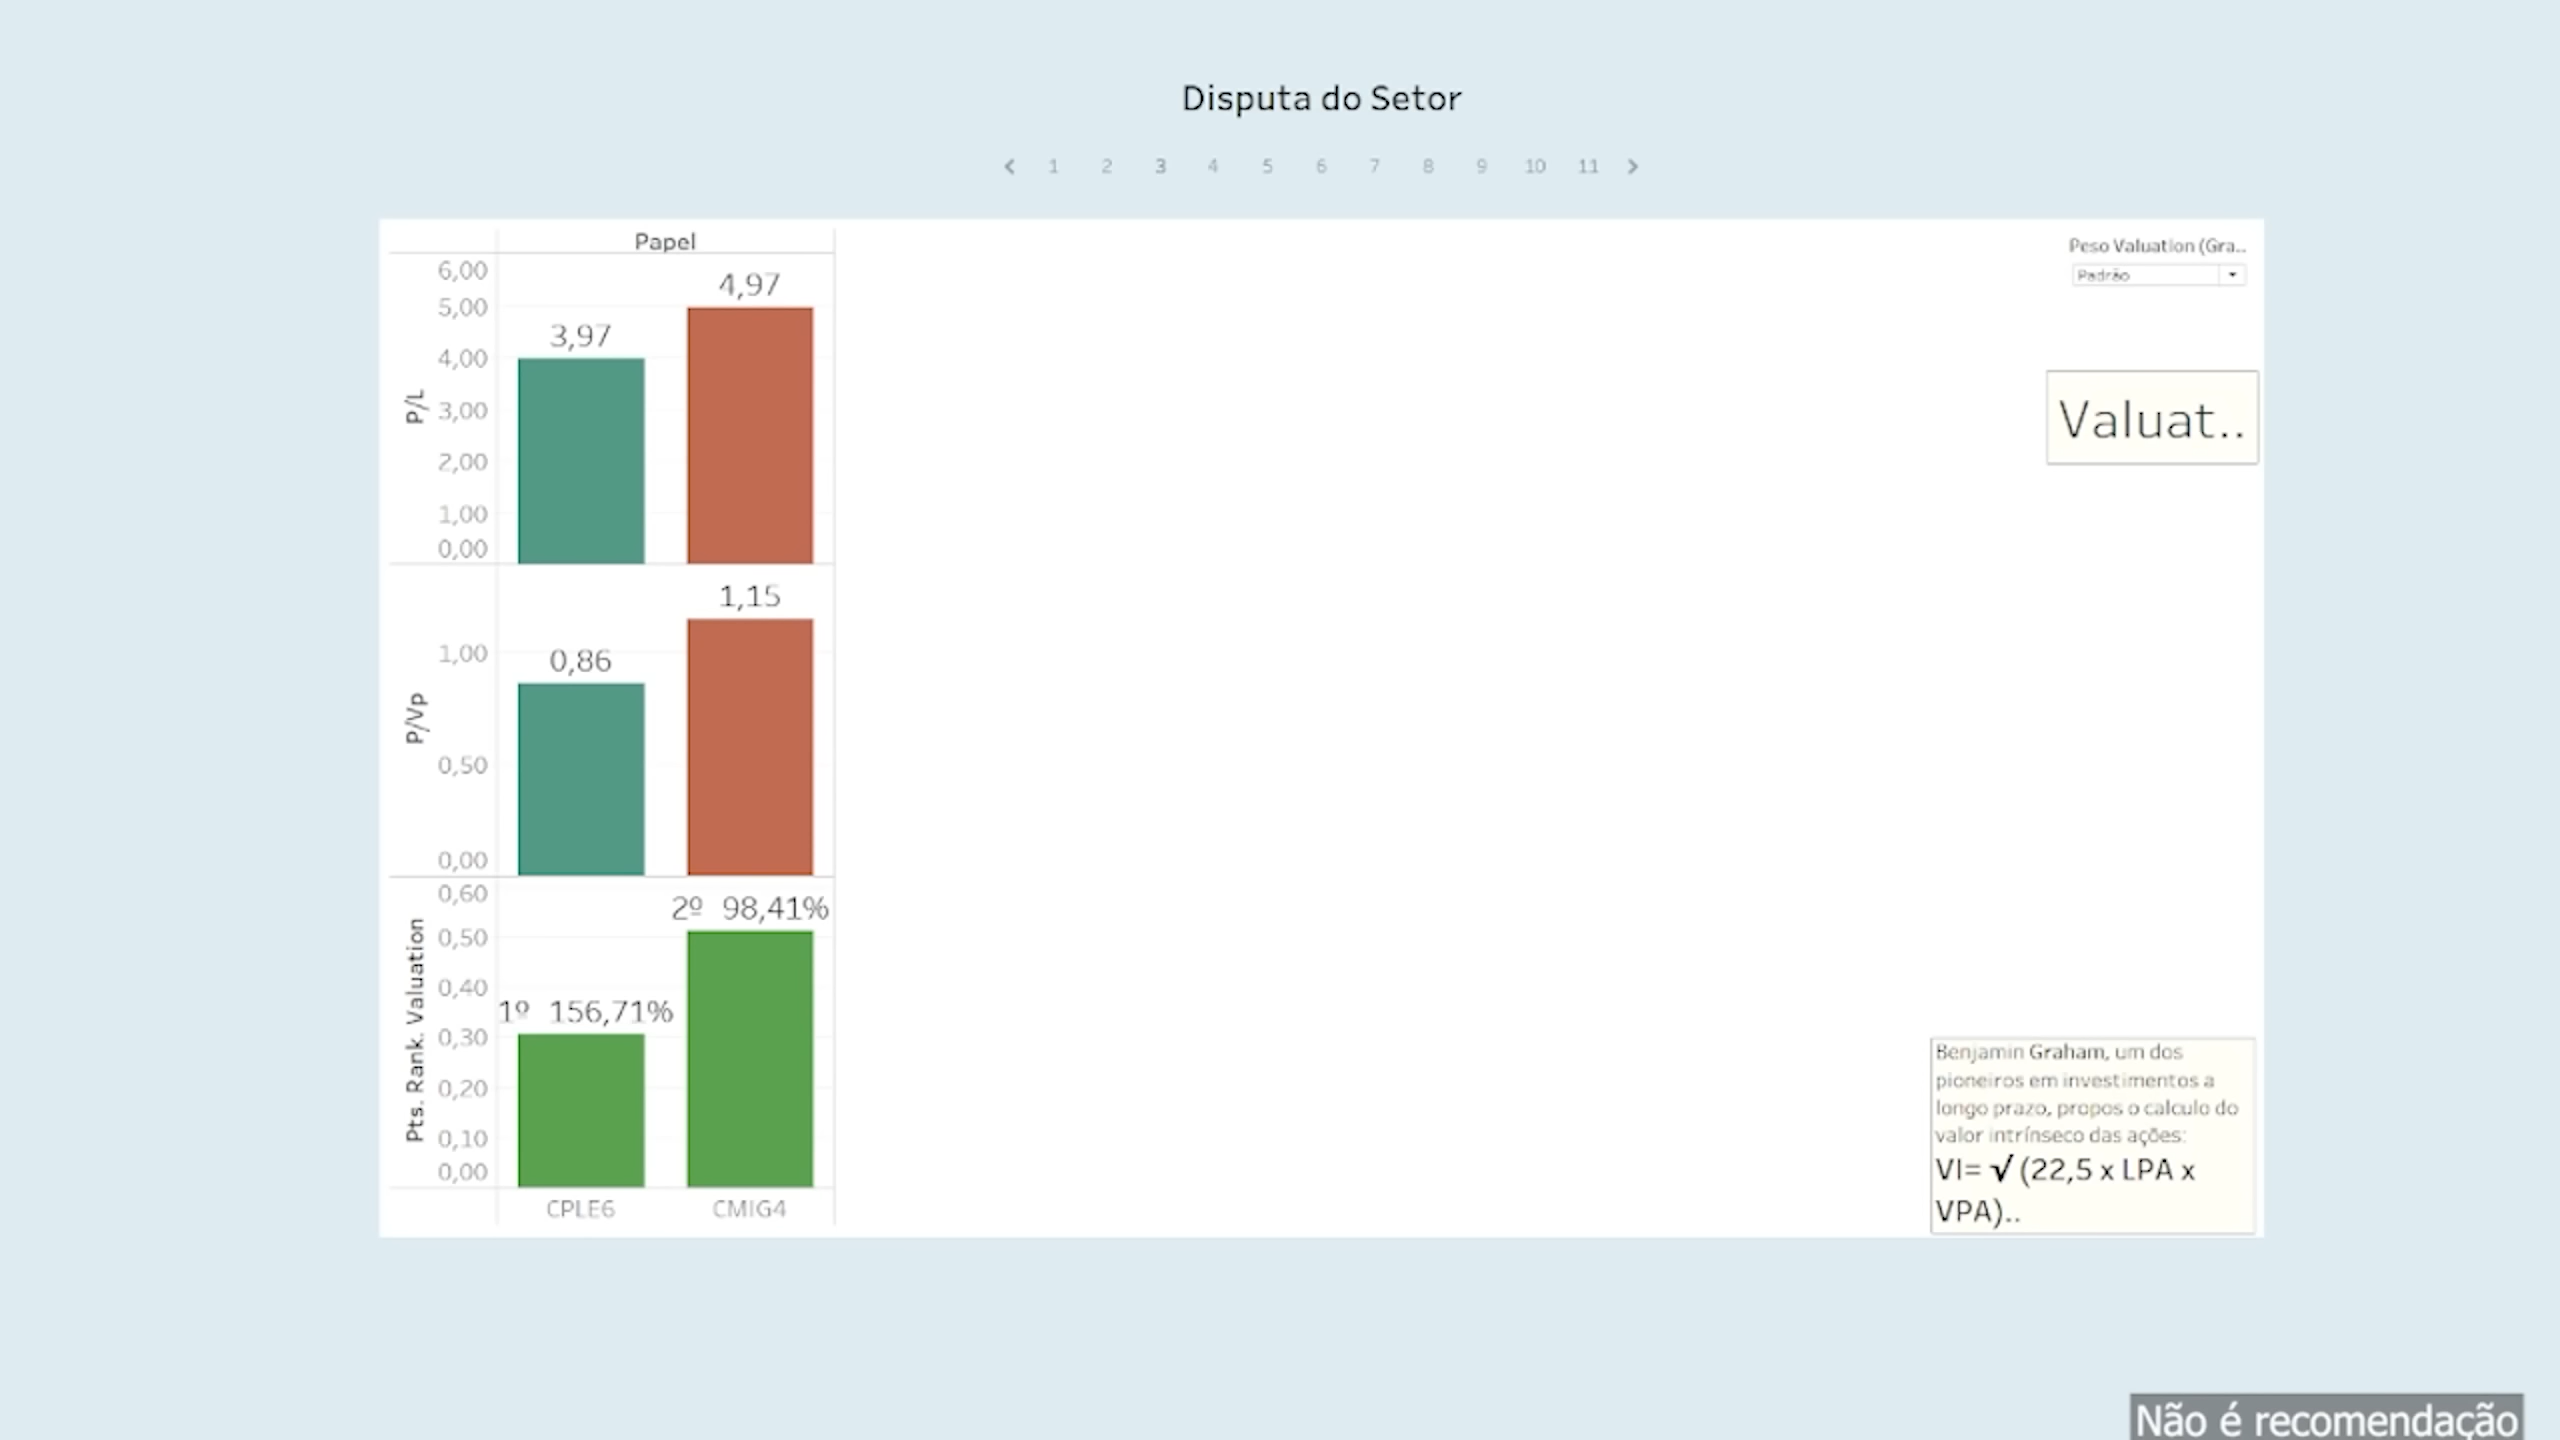 Disputa do Setor
1 2 3 4 5 6 7 8 9 10 11
Papel
Peso Valuation (Gra..
Padrão
Valuat..
P/L
6,00
5,00
4,00
3,00
2,00
1,00
0,00
3,97
4,97
P/Vp
1,00
0,50
0,00
0,86
1,15
Pts. Rank. Valuation
0,60
0,50
0,40
0,30
0,20
0,10
0,00
1º 156,71%
2º 98,41%
CPLE6 CMIG4
Benjamin Graham, um dos
pioneiros em investimentos a
longo prazo, propos o calculo do
valor intrínseco das ações:
VI= √ (22,5 x LPA x
VPA)..
Não é recomendação